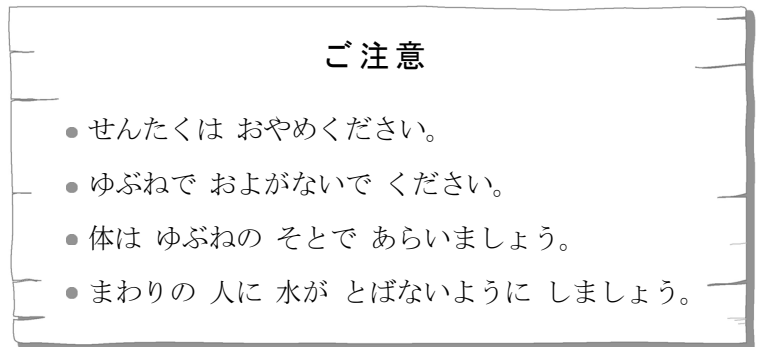 ご注意
● せんたくは おやめください。
● ゆぶねで およがないで ください。
● 体は ゆぶねの そとで あらいましょう。
● まわりの 人に 水が とばないように しましょう。